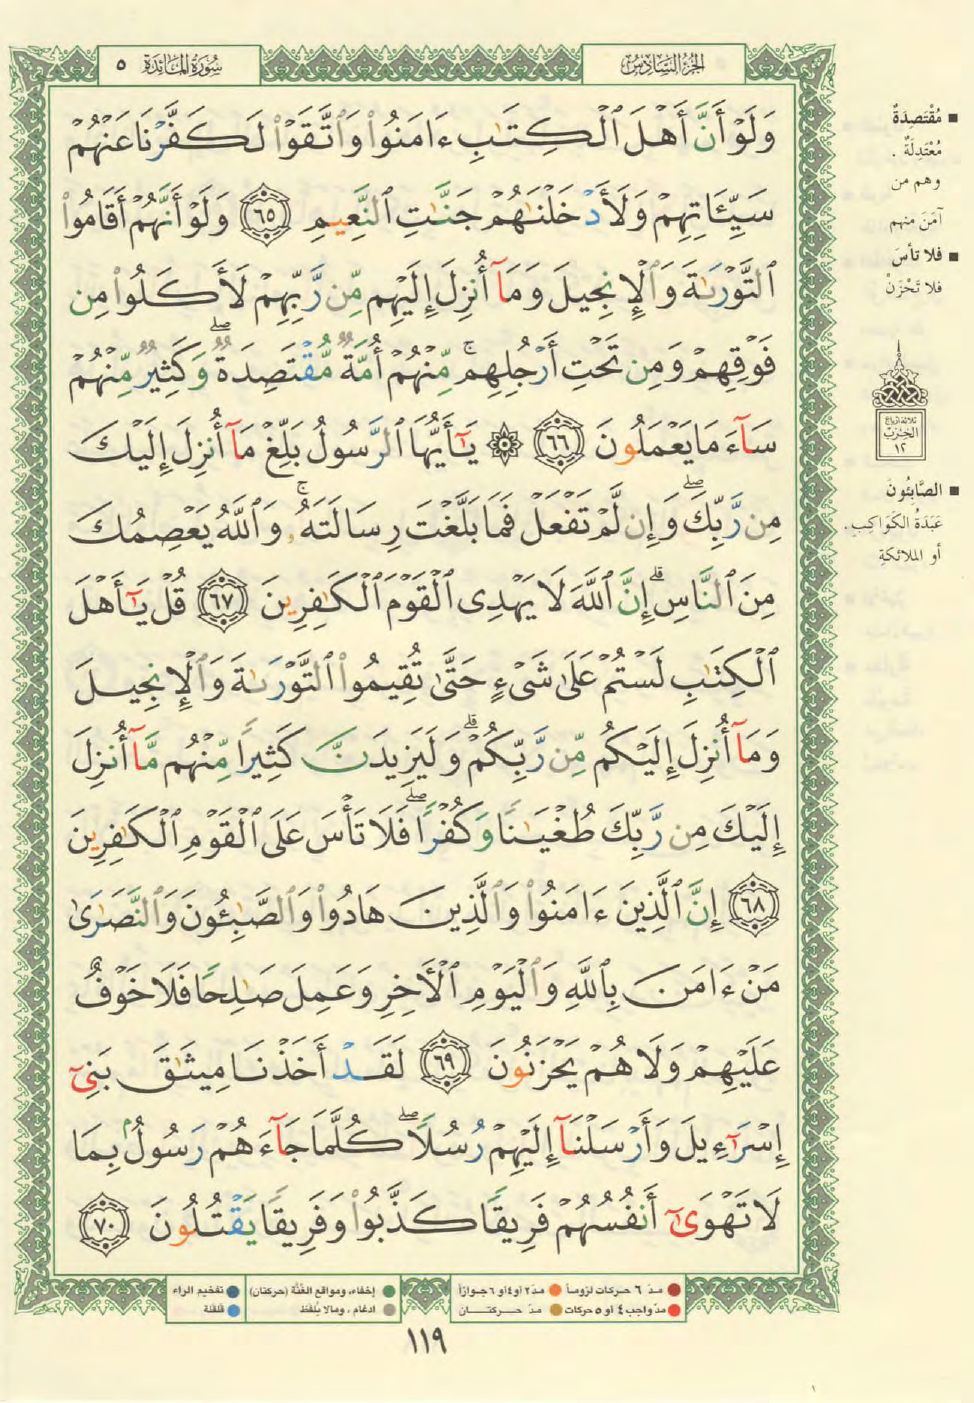 الجزء السادس
سورة المائدة ٥
وَلَوْ أَنَّ أَهْلَ ٱلْكِتَٰبِ ءَامَنُوا۟ وَٱتَّقَوْا۟ لَكَفَّرْنَا عَنْهُمْ
سَيِّـَٔاتِهِمْ وَلَأَدْخَلْنَٰهُمْ جَنَّٰتِ ٱلنَّعِيمِ ٦٥ وَلَوْ أَنَّهُمْ أَقَامُوا۟
ٱلتَّوْرَىٰةَ وَٱلْإِنجِيلَ وَمَآ أُنزِلَ إِلَيْهِم مِّن رَّبِّهِمْ لَأَكَلُوا۟ مِن
فَوْقِهِمْ وَمِن تَحْتِ أَرْجُلِهِم ۚ مِّنْهُمْ أُمَّةٌ مُّقْتَصِدَةٌ ۖ وَكَثِيرٌ مِّنْهُمْ
سَآءَ مَا يَعْمَلُونَ ٦٦ ۞ يَٰٓأَيُّهَا ٱلرَّسُولُ بَلِّغْ مَآ أُنزِلَ إِلَيْكَ
مِن رَّبِّكَ ۖ وَإِن لَّمْ تَفْعَلْ فَمَا بَلَّغْتَ رِسَالَتَهُۥ ۚ وَٱللَّهُ يَعْصِمُكَ
مِنَ ٱلنَّاسِ ۗ إِنَّ ٱللَّهَ لَا يَهْدِى ٱلْقَوْمَ ٱلْكَٰفِرِينَ ٦٧ قُلْ يَٰٓأَهْلَ
ٱلْكِتَٰبِ لَسْتُمْ عَلَىٰ شَىْءٍ حَتَّىٰ تُقِيمُوا۟ ٱلتَّوْرَىٰةَ وَٱلْإِنجِيلَ
وَمَآ أُنزِلَ إِلَيْكُم مِّن رَّبِّكُمْ ۗ وَلَيَزِيدَنَّ كَثِيرًا مِّنْهُم مَّآ أُنزِلَ
إِلَيْكَ مِن رَّبِّكَ طُغْيَٰنًا وَكُفْرًا ۖ فَلَا تَأْسَ عَلَى ٱلْقَوْمِ ٱلْكَٰفِرِينَ
٦٨ إِنَّ ٱلَّذِينَ ءَامَنُوا۟ وَٱلَّذِينَ هَادُوا۟ وَٱلصَّٰبِـُٔونَ وَٱلنَّصَٰرَىٰ
مَنْ ءَامَنَ بِٱللَّهِ وَٱلْيَوْمِ ٱلْـَٔاخِرِ وَعَمِلَ صَٰلِحًا فَلَا خَوْفٌ
عَلَيْهِمْ وَلَا هُمْ يَحْزَنُونَ ٦٩ لَقَدْ أَخَذْنَا مِيثَٰقَ بَنِىٓ
إِسْرَٰٓءِيلَ وَأَرْسَلْنَآ إِلَيْهِمْ رُسُلًا ۖ كُلَّمَا جَآءَهُمْ رَسُولٌۢ بِمَا
لَا تَهْوَىٰٓ أَنفُسُهُمْ فَرِيقًا كَذَّبُوا۟ وَفَرِيقًا يَقْتُلُونَ ٧٠
■ مُقْتَصِدَةٌ
مُعْتَدِلَةٌ .
وهم من
آمَنَ منهم
■ فلا تأسَ
فلا تَحْزَنْ
ثلاثة أرباع
الحزب
١٢
■ الصَّابِئُونَ
عَبَدَةُ الكَوَاكِبِ .
أو الملائكةِ
مدّ ٦ حركات لزوماً مدّ ٢ أو ٤ أو ٦ جوازاً
مدّ واجب ٤ أو ٥ حركات مدّ حركتان
إخفاء، ومواقع الغُنَّة (حركتان) تفخيم الراء
ادغام ، ومالا يُلفَظ قلقلة
١١٩